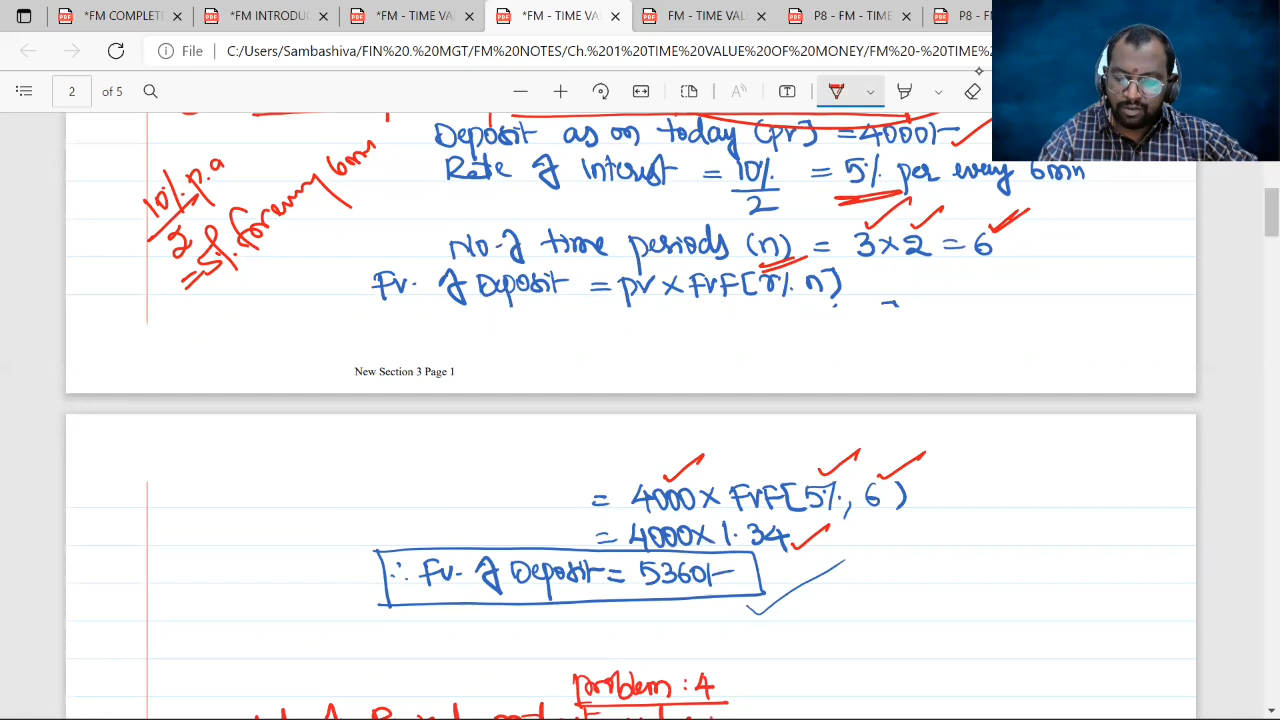 *FM COMPLETE
*FM INTRODU
*FM - TIME VA
*FM - TIME VA
FM - TIME VAL
P8 - FM - TIME
P8 - FM
File
C:/Users/Sambashiva/FIN%20.%20MGT/FM%20NOTES/Ch.%201%20TIME%20VALUE%20OF%20MONEY/FM%20-%20TIME%2
2 of 5
Deposit as on today (PV) = 4000/-
Rate of Interest = 10%/2 = 5% per every 6mn
10% p.a
2
= 5% for every 6mn
No. of time periods (n) = 3 × 2 = 6
Fv. of Deposit = PV × FVF[r%, n]
New Section 3 Page 1
= 4000 × FVF[5%, 6)
= 4000 × 1.34
∴ Fv. of Deposit = 5360/-
problem : 4